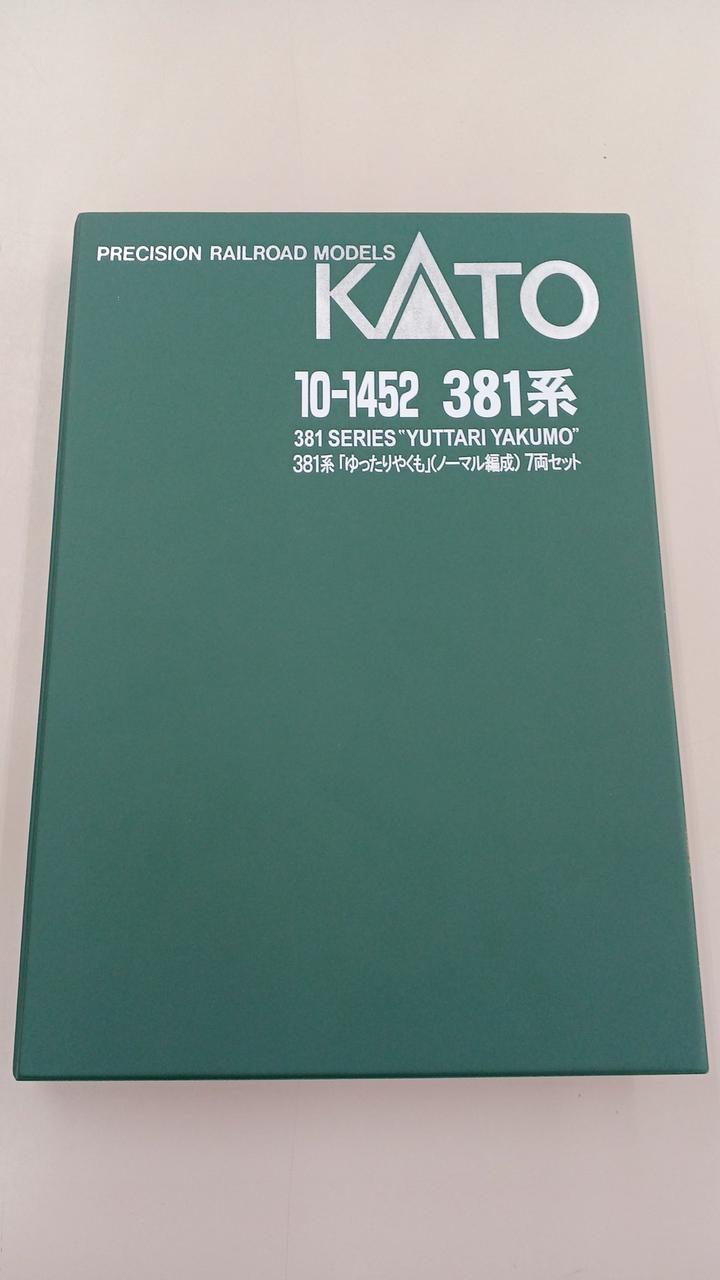 PRECISION RAILROAD MODELS
KATO
10-1452 381系
381 SERIES "YUTTARI YAKUMO"
381系「ゆったりやくも」(ノーマル編成) 7両セット